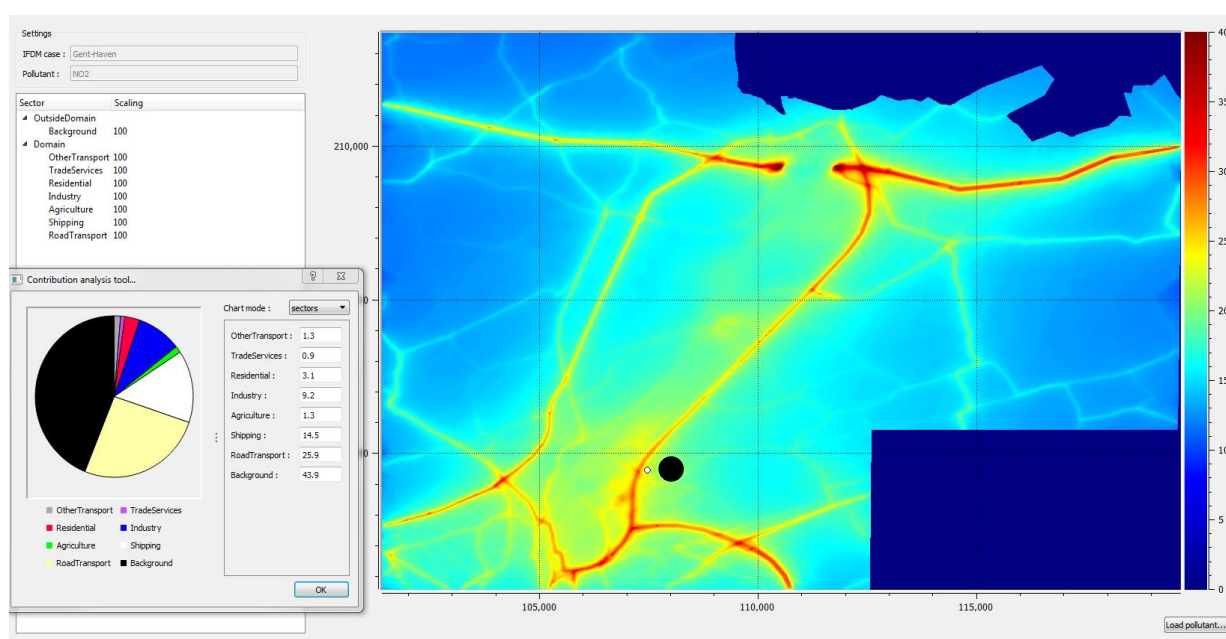 Settings
IFDM case : Gent-Haven
Pollutant : NO2
Sector Scaling
OutsideDomain
Background 100
Domain
OtherTransport 100
TradeServices 100
Residential 100
Industry 100
Agriculture 100
Shipping 100
RoadTransport 100
Contribution analysis tool...
Chart mode : sectors
OtherTransport : 1.3
TradeServices : 0.9
Residential : 3.1
Industry : 9.2
Agriculture : 1.3
Shipping : 14.5
RoadTransport : 25.9
Background : 43.9
OtherTransport TradeServices
Residential Industry
Agriculture Shipping
RoadTransport Background
OK
210,000
0
0
105,000 110,000 115,000
40
35
30
25
20
15
10
5
0
Load pollutant...